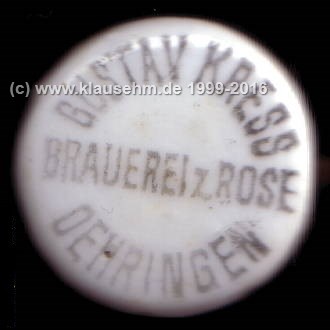 GUSTAV KRESS
(c) www.klausehm.de 1999-2016
BRAUEREI z. ROSE
OEHRINGEN